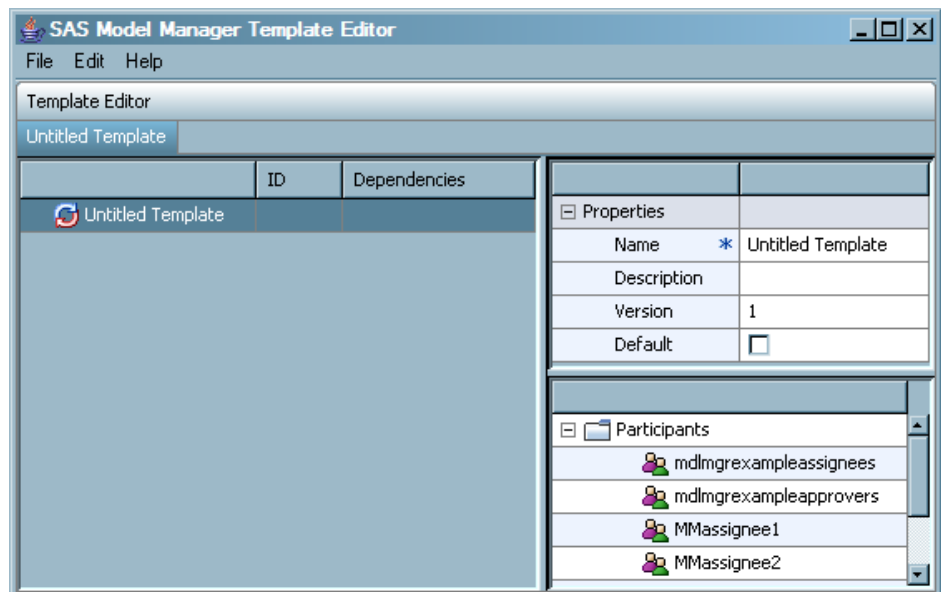 SAS Model Manager Template Editor
File Edit Help
Template Editor
Untitled Template
ID Dependencies
Untitled Template
Properties
Name * Untitled Template
Description
Version 1
Default
Participants
mdlmgrexampleassignees
mdlmgrexampleapprovers
MMassignee1
MMassignee2